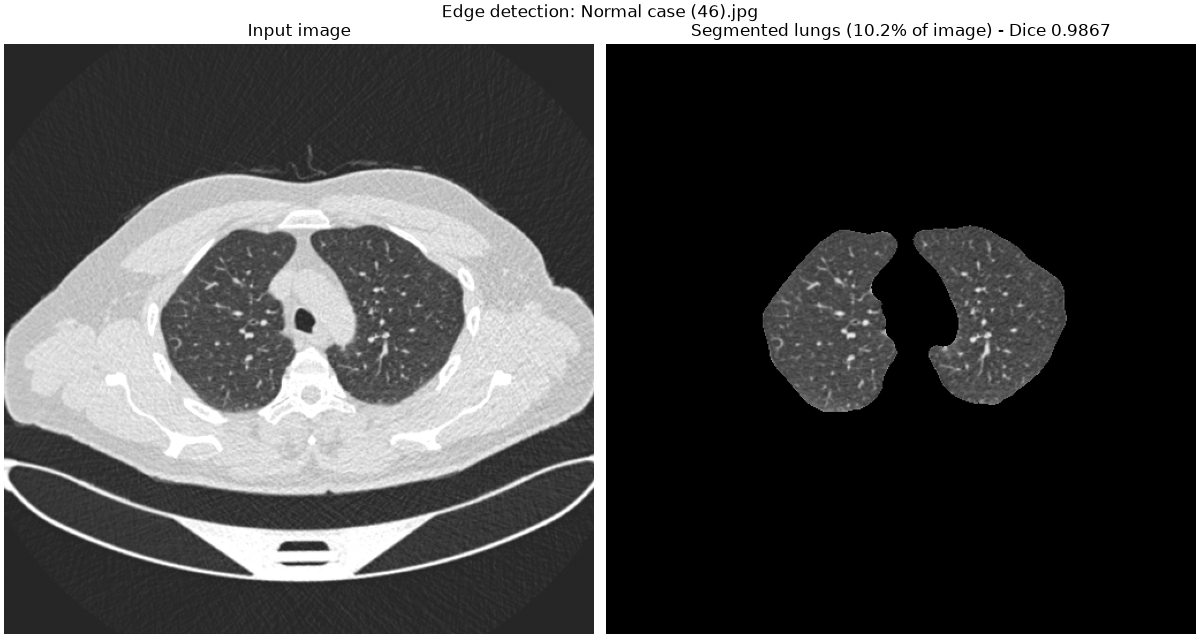 Edge detection: Normal case (46).jpg
Input image
Segmented lungs (10.2% of image) - Dice 0.9867